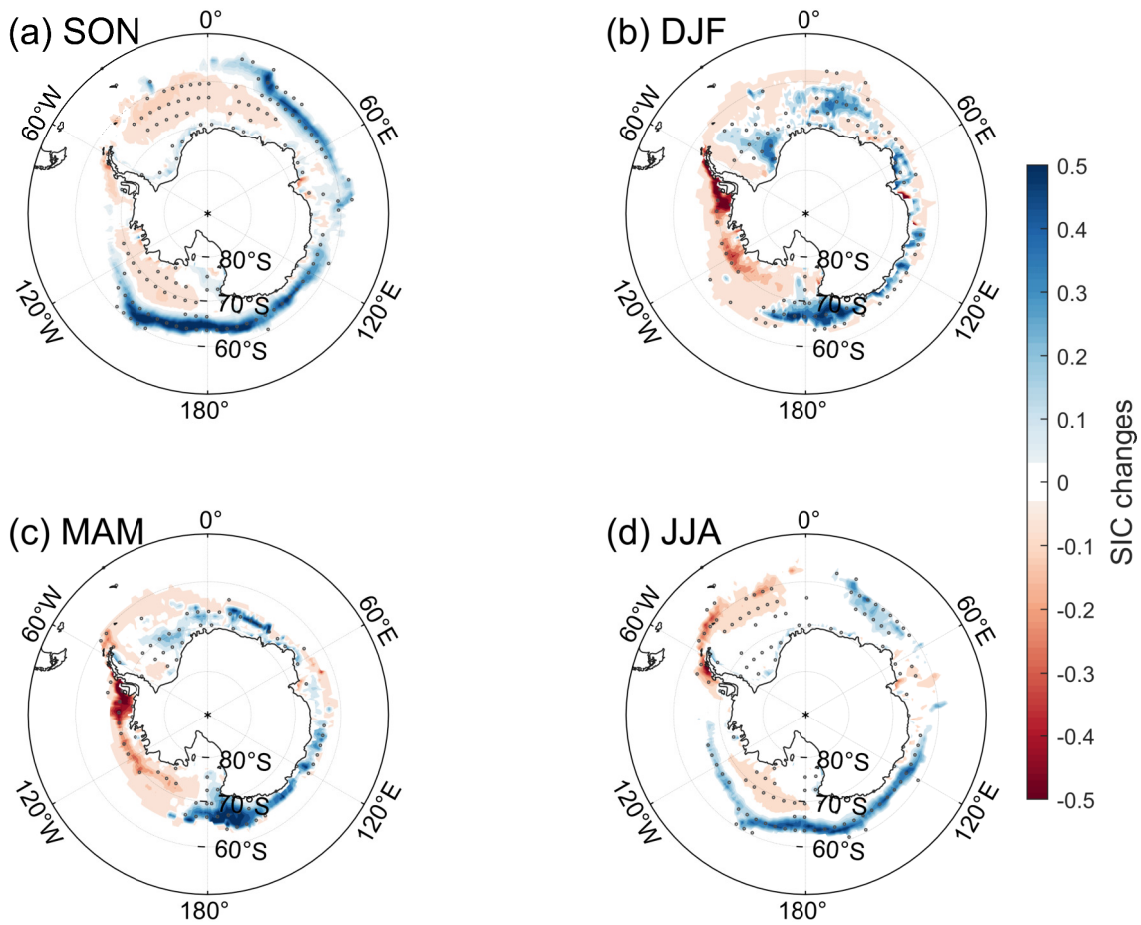 (a) SON
0°
60°W
60°E
80°S
70°S
60°S
120°W
120°E
180°
(b) DJF
0°
60°W
60°E
80°S
70°S
60°S
120°W
120°E
180°
(c) MAM
0°
60°W
60°E
80°S
70°S
60°S
120°W
120°E
180°
(d) JJA
0°
60°W
60°E
80°S
70°S
60°S
120°W
120°E
180°
0.5
0.4
0.3
0.2
0.1
0
-0.1
-0.2
-0.3
-0.4
-0.5
SIC changes